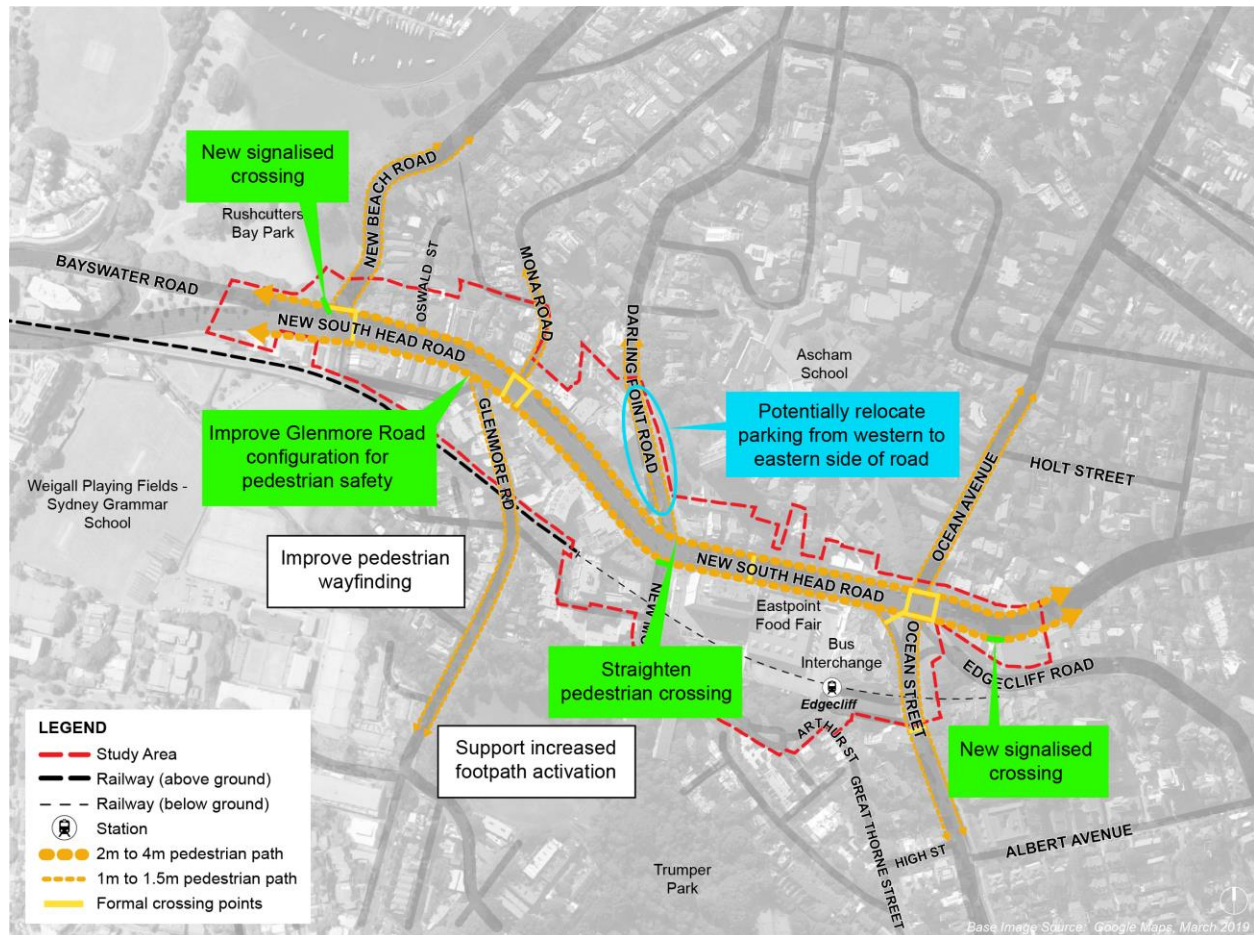 New signalised
crossing
Rushcutters
Bay Park
NEW BEACH ROAD
BAYSWATER ROAD
OSWALD ST
MONA ROAD
NEW SOUTH HEAD ROAD
DARLING POINT ROAD
Ascham
School
Improve Glenmore Road
configuration for
pedestrian safety
GLENMORE RD
Potentially relocate
parking from western to
eastern side of road
OCEAN AVENUE
HOLT STREET
Weigall Playing Fields -
Sydney Grammar
School
Improve pedestrian
wayfinding
NEW SOUTH HEAD ROAD
NEW
Eastpoint
Food Fair
Bus
Interchange
Edgecliff
OCEAN STREET
EDGECLIFF ROAD
Straighten
pedestrian crossing
Support increased
footpath activation
ARTHUR ST
New signalised
crossing
GREAT THORNE STREET
HIGH ST
ALBERT AVENUE
Trumper
Park
LEGEND
Study Area
Railway (above ground)
Railway (below ground)
Station
2m to 4m pedestrian path
1m to 1.5m pedestrian path
Formal crossing points
Base Image Source: Google Maps, March 2019